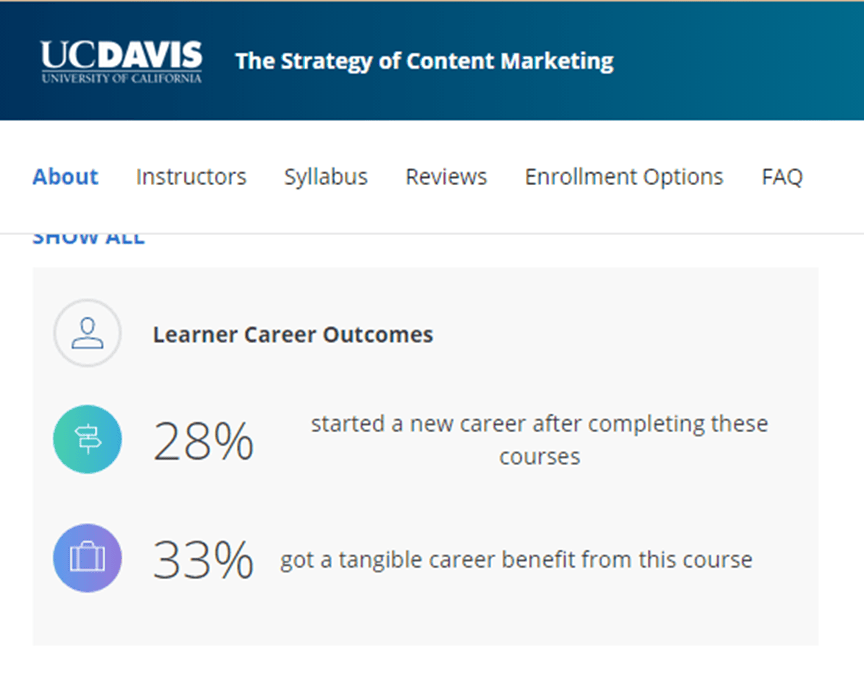 UCDAVIS
UNIVERSITY OF CALIFORNIA
The Strategy of Content Marketing
About Instructors Syllabus Reviews Enrollment Options FAQ
SHOW ALL
Learner Career Outcomes
28%
started a new career after completing these
courses
33% got a tangible career benefit from this course